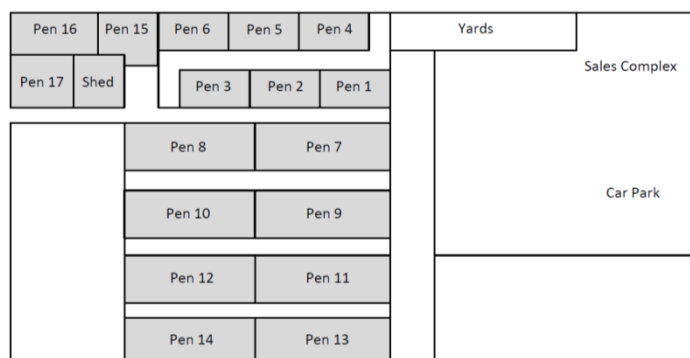 Pen 16
Pen 15
Pen 6
Pen 5
Pen 4
Yards
Sales Complex
Pen 17
Shed
Pen 3
Pen 2
Pen 1
Pen 8
Pen 7
Car Park
Pen 10
Pen 9
Pen 12
Pen 11
Pen 14
Pen 13